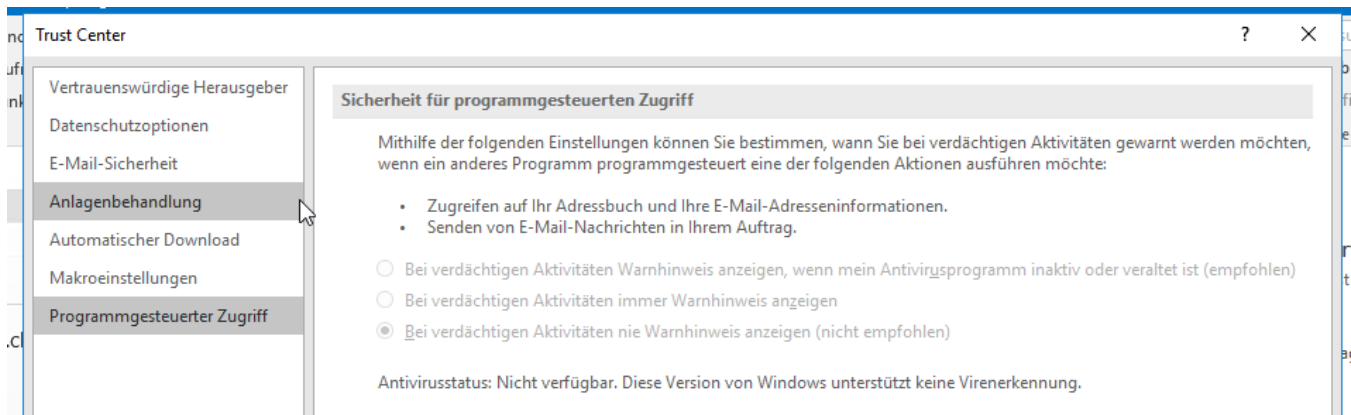 Trust Center
?
Vertrauenswürdige Herausgeber
Datenschutzoptionen
E-Mail-Sicherheit
Anlagenbehandlung
Automatischer Download
Makroeinstellungen
Programmgesteuerter Zugriff
Sicherheit für programmgesteuerten Zugriff
Mithilfe der folgenden Einstellungen können Sie bestimmen, wann Sie bei verdächtigen Aktivitäten gewarnt werden möchten,
wenn ein anderes Programm programmgesteuert eine der folgenden Aktionen ausführen möchte:
• Zugreifen auf Ihr Adressbuch und Ihre E-Mail-Adresseninformationen.
• Senden von E-Mail-Nachrichten in Ihrem Auftrag.
Bei verdächtigen Aktivitäten Warnhinweis anzeigen, wenn mein Antivirusprogramm inaktiv oder veraltet ist (empfohlen)
Bei verdächtigen Aktivitäten immer Warnhinweis anzeigen
Bei verdächtigen Aktivitäten nie Warnhinweis anzeigen (nicht empfohlen)
Antivirusstatus: Nicht verfügbar. Diese Version von Windows unterstützt keine Virenerkennung.